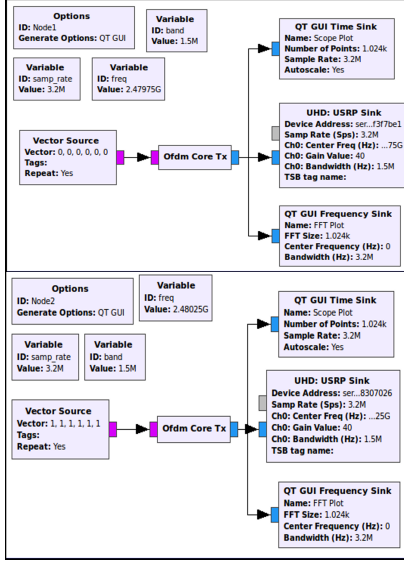 Options
ID: Node1
Generate Options: QT GUI
Variable
ID: band
Value: 1.5M
Variable
ID: samp_rate
Value: 3.2M
Variable
ID: freq
Value: 2.47975G
QT GUI Time Sink
Name: Scope Plot
Number of Points: 1.024k
Sample Rate: 3.2M
Autoscale: Yes
Vector Source
Vector: 0, 0, 0, 0, 0, 0
Tags:
Repeat: Yes
Ofdm Core Tx
UHD: USRP Sink
Device Address: ser...f3f7be1
Samp Rate (Sps): 3.2M
Ch0: Center Freq (Hz): ...75G
Ch0: Gain Value: 40
Ch0: Bandwidth (Hz): 1.5M
TSB tag name:
QT GUI Frequency Sink
Name: FFT Plot
FFT Size: 1.024k
Center Frequency (Hz): 0
Bandwidth (Hz): 3.2M
Options
ID: Node2
Generate Options: QT GUI
Variable
ID: freq
Value: 2.48025G
Variable
ID: samp_rate
Value: 3.2M
Variable
ID: band
Value: 1.5M
QT GUI Time Sink
Name: Scope Plot
Number of Points: 1.024k
Sample Rate: 3.2M
Autoscale: Yes
Vector Source
Vector: 1, 1, 1, 1, 1, 1
Tags:
Repeat: Yes
Ofdm Core Tx
UHD: USRP Sink
Device Address: ser...8307026
Samp Rate (Sps): 3.2M
Ch0: Center Freq (Hz): ...25G
Ch0: Gain Value: 40
Ch0: Bandwidth (Hz): 1.5M
TSB tag name:
QT GUI Frequency Sink
Name: FFT Plot
FFT Size: 1.024k
Center Frequency (Hz): 0
Bandwidth (Hz): 3.2M